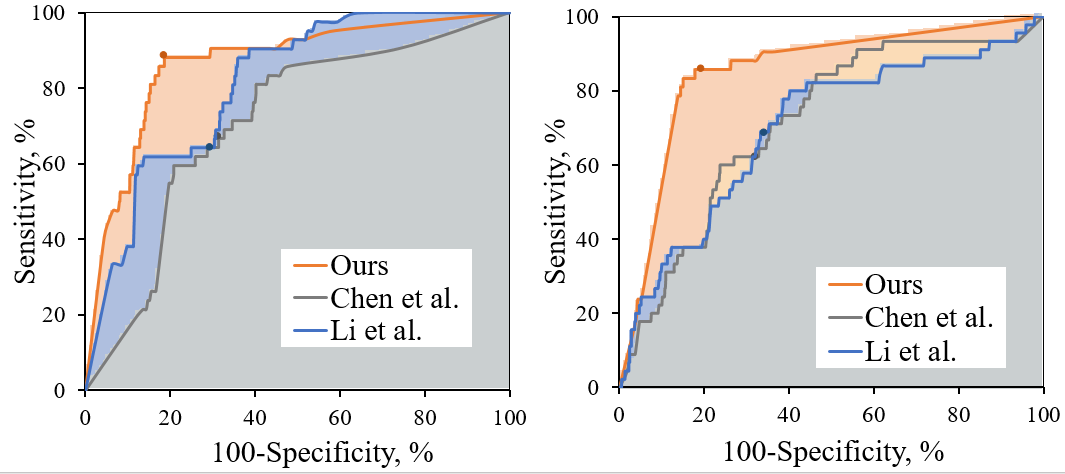 Sensitivity, %
100
80
60
40
20
0
0 20 40 60 80 100
100-Specificity, %
Ours
Chen et al.
Li et al.
Sensitivity, %
100
80
60
40
20
0
0 20 40 60 80 100
100-Specificity, %
Ours
Chen et al.
Li et al.